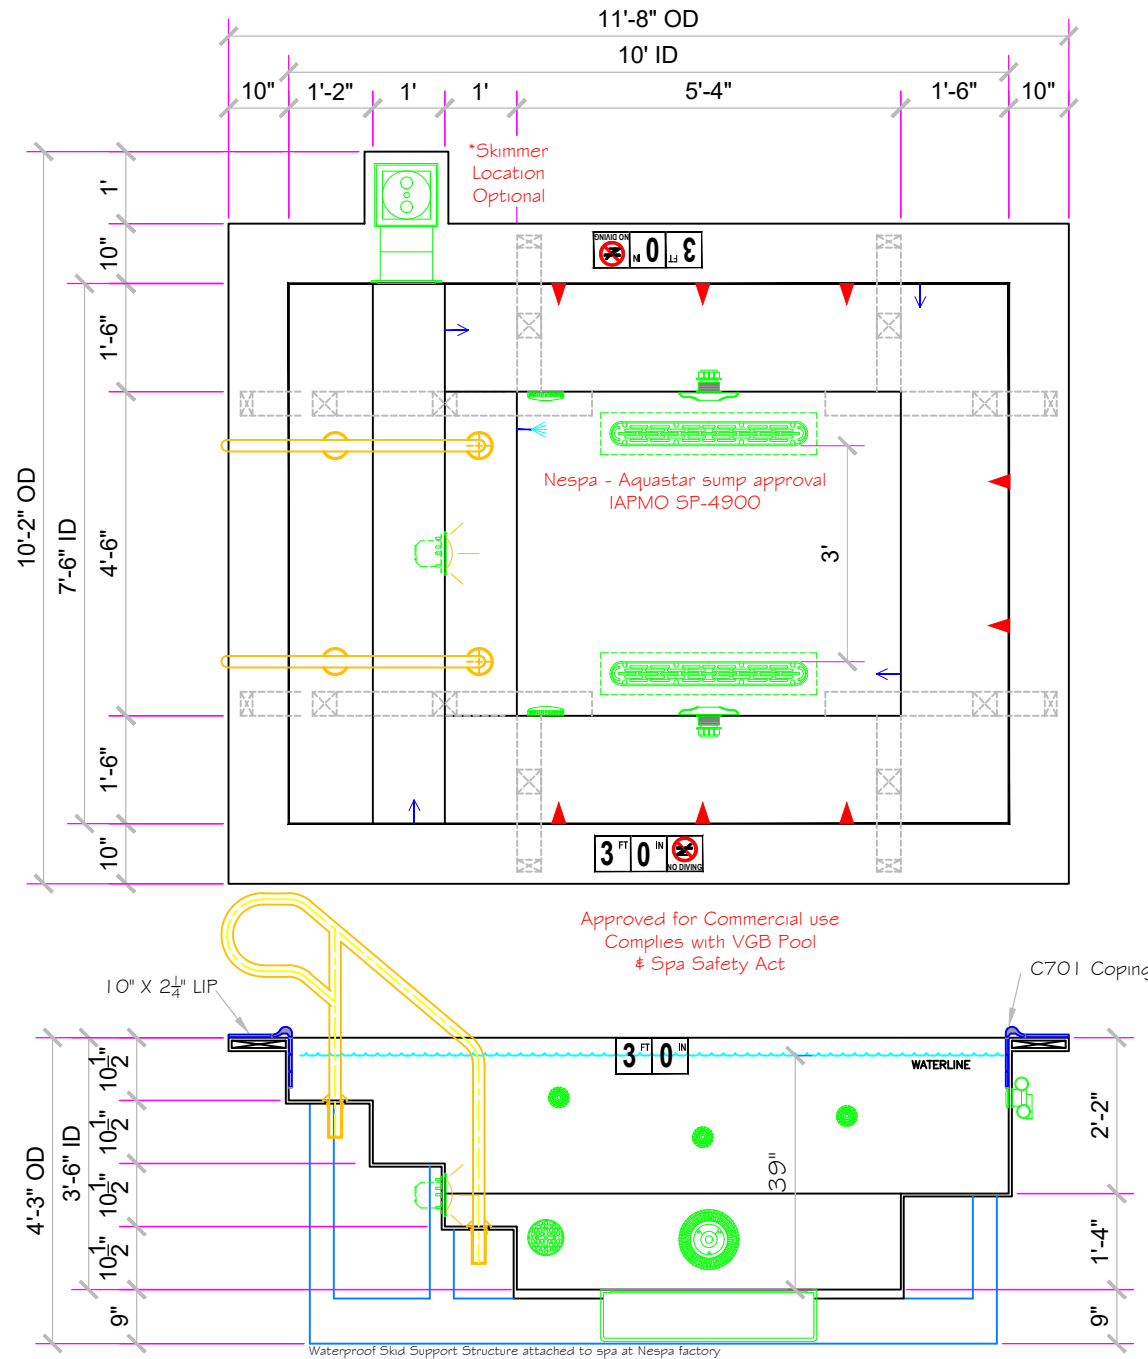 11'-8" OD
10' ID
10" 1'-2" 1' 1' 5'-4" 1'-6" 10"
*Skimmer
Location
Optional
1'
10"
1'-6"
4'-6"
1'-6"
10"
10'-2" OD
7'-6" ID
NO DIVING 0 IN 3 FT
Nespa - Aquastar sump approval
IAPMO SP-4900
3'
3 FT 0 IN NO DIVING
Approved for Commercial use
Complies with VGB Pool
& Spa Safety Act
10" X 2¼" LIP
C701 Coping
3 FT 0 IN
WATERLINE
4'-3" OD
3'-6" ID
10½"
10½"
10½"
10½"
9"
39"
2'-2"
1'-4"
9"
Waterproof Skid Support Structure attached to spa at Nespa factory